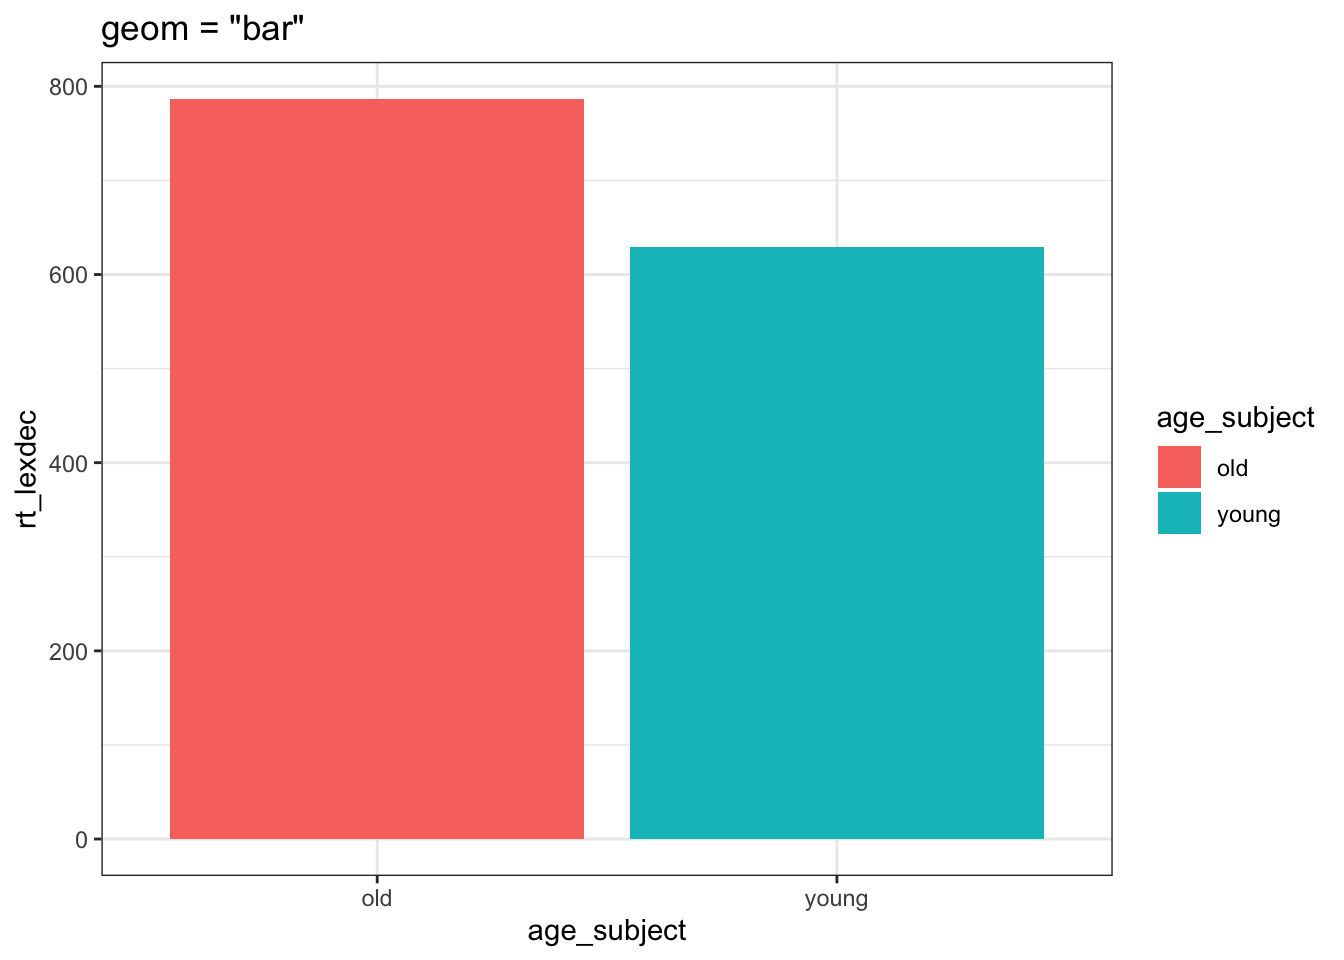 geom = "bar"
800
600
400
200
0
rt_lexdec
old
young
age_subject
age_subject
old
young